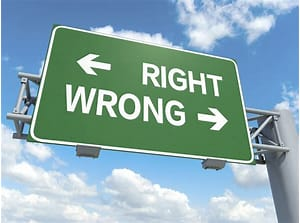 ← RIGHT
WRONG →